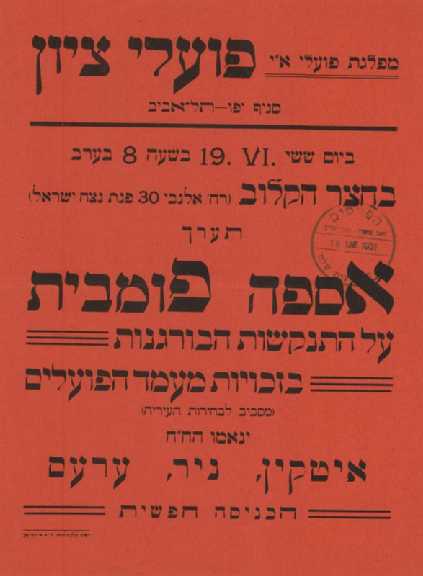 מפלגת פועלי א״י פועלי ציון
סניף יפו–תל־אביב
ביום ששי .19. VI בשעה 8 בערב
בחצר הקלוב (רח׳ אלנבי 30 פנת נצח ישראל)
תערך
אספה פומבית
על התנקשות הבורגנות
בזכויות מעמד הפועלים
(מסביב לבחירות העיריה)
ינאמו הח״ח
איטקין, ניר, ערעם
הכניסה חפשית